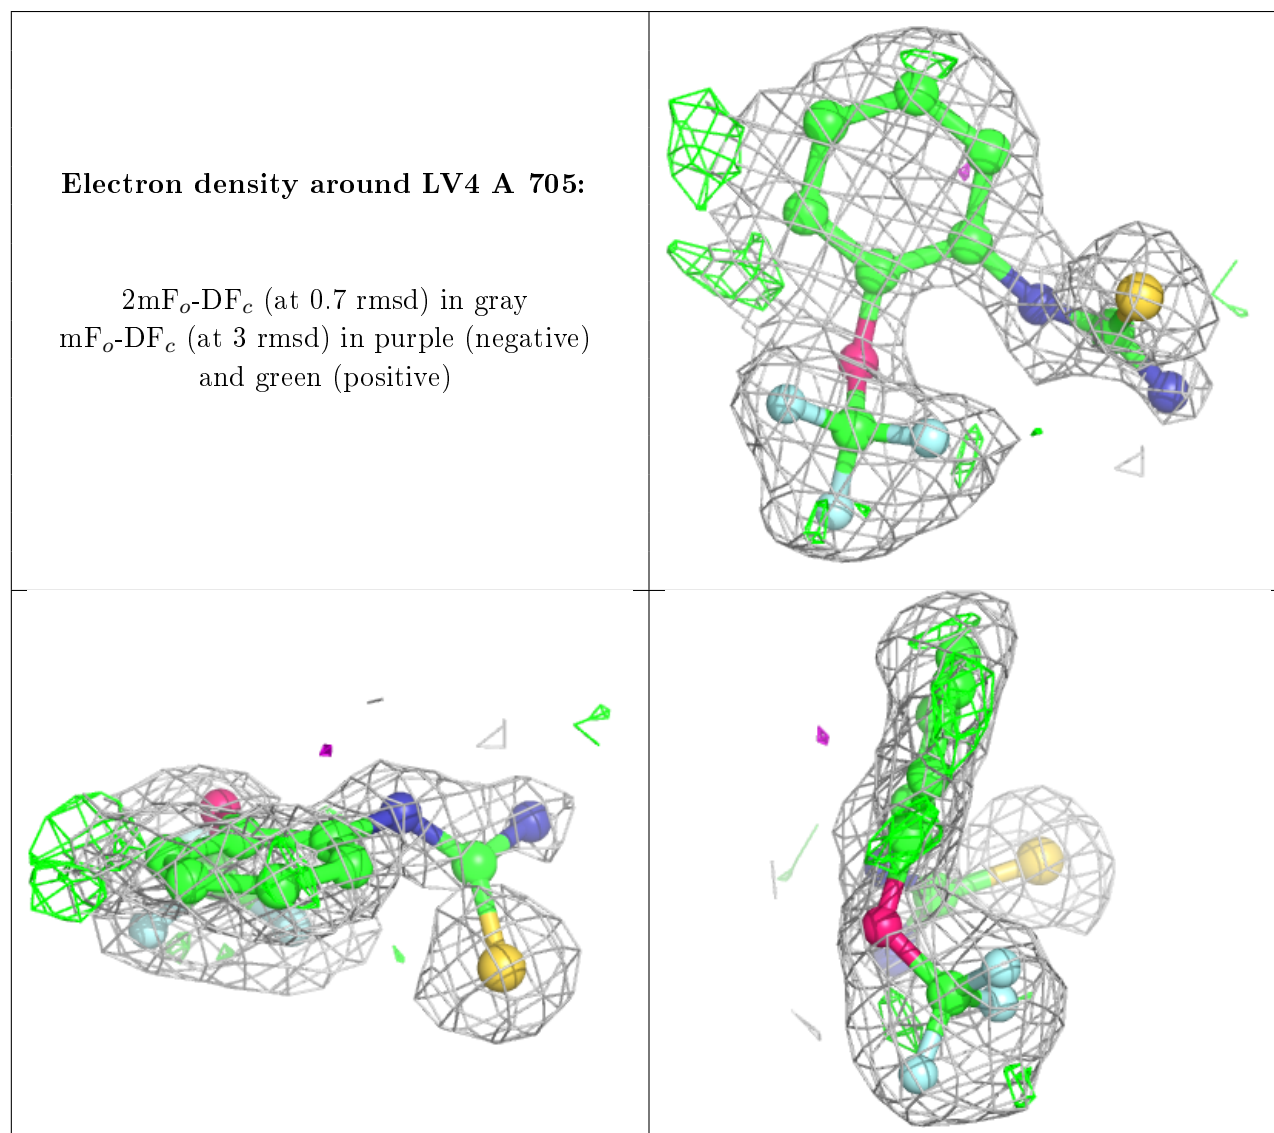 Electron density around LV4 A 705:
2mFo-DFc (at 0.7 rmsd) in gray
mFo-DFc (at 3 rmsd) in purple (negative)
and green (positive)